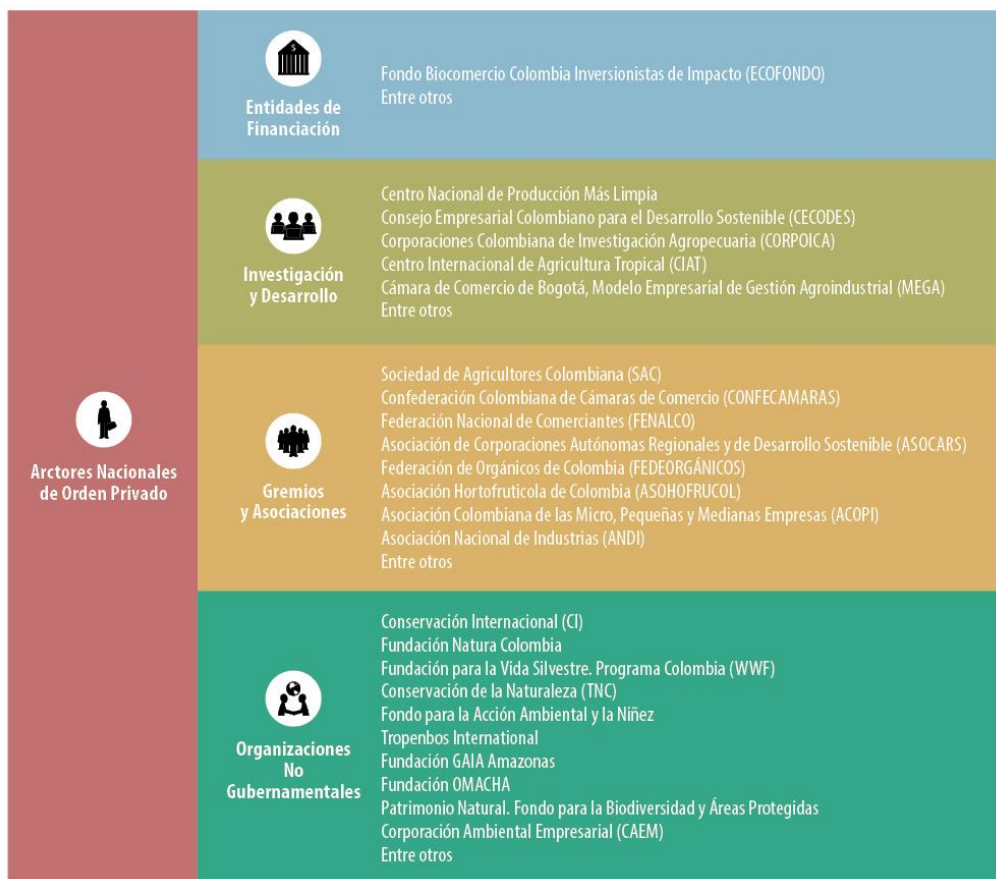 Arctores Nacionales
de Orden Privado
Entidades de
Financiación
Fondo Biocomercio Colombia Inversionistas de Impacto (ECOFONDO)
Entre otros
Investigación
y Desarrollo
Centro Nacional de Producción Más Limpia
Consejo Empresarial Colombiano para el Desarrollo Sostenible (CECODES)
Corporaciones Colombiana de Investigación Agropecuaria (CORPOICA)
Centro Internacional de Agricultura Tropical (CIAT)
Cámara de Comercio de Bogotá, Modelo Empresarial de Gestión Agroindustrial (MEGA)
Entre otros
Gremios
y Asociaciones
Sociedad de Agricultores Colombiana (SAC)
Confederación Colombiana de Cámaras de Comercio (CONFECAMARAS)
Federación Nacional de Comerciantes (FENALCO)
Asociación de Corporaciones Autónomas Regionales y de Desarrollo Sostenible (ASOCARS)
Federación de Orgánicos de Colombia (FEDEORGÁNICOS)
Asociación Hortofruticola de Colombia (ASOHOFRUCOL)
Asociación Colombiana de las Micro, Pequeñas y Medianas Empresas (ACOPI)
Asociación Nacional de Industrias (ANDI)
Entre otros
Organizaciones
No
Gubernamentales
Conservación Internacional (CI)
Fundación Natura Colombia
Fundación para la Vida Silvestre. Programa Colombia (WWF)
Conservación de la Naturaleza (TNC)
Fondo para la Acción Ambiental y la Niñez
Tropenbos International
Fundación GAIA Amazonas
Fundación OMACHA
Patrimonio Natural. Fondo para la Biodiversidad y Áreas Protegidas
Corporación Ambiental Empresarial (CAEM)
Entre otros